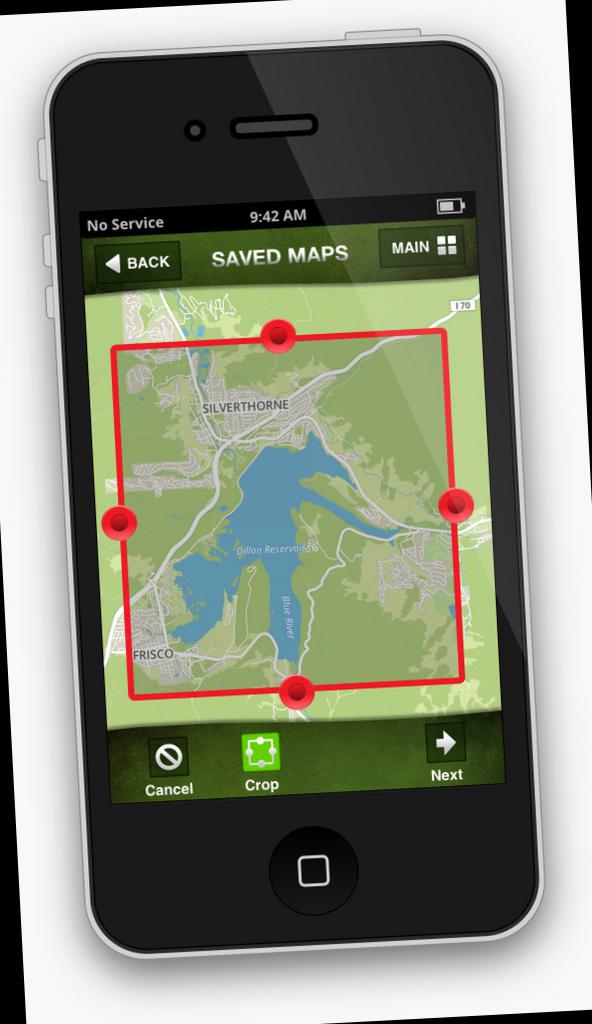 No Service 9:42 AM
BACK SAVED MAPS MAIN
I 70
SILVERTHORNE
Dillon Reservoir
Blue River
FRISCO
Cancel Crop Next